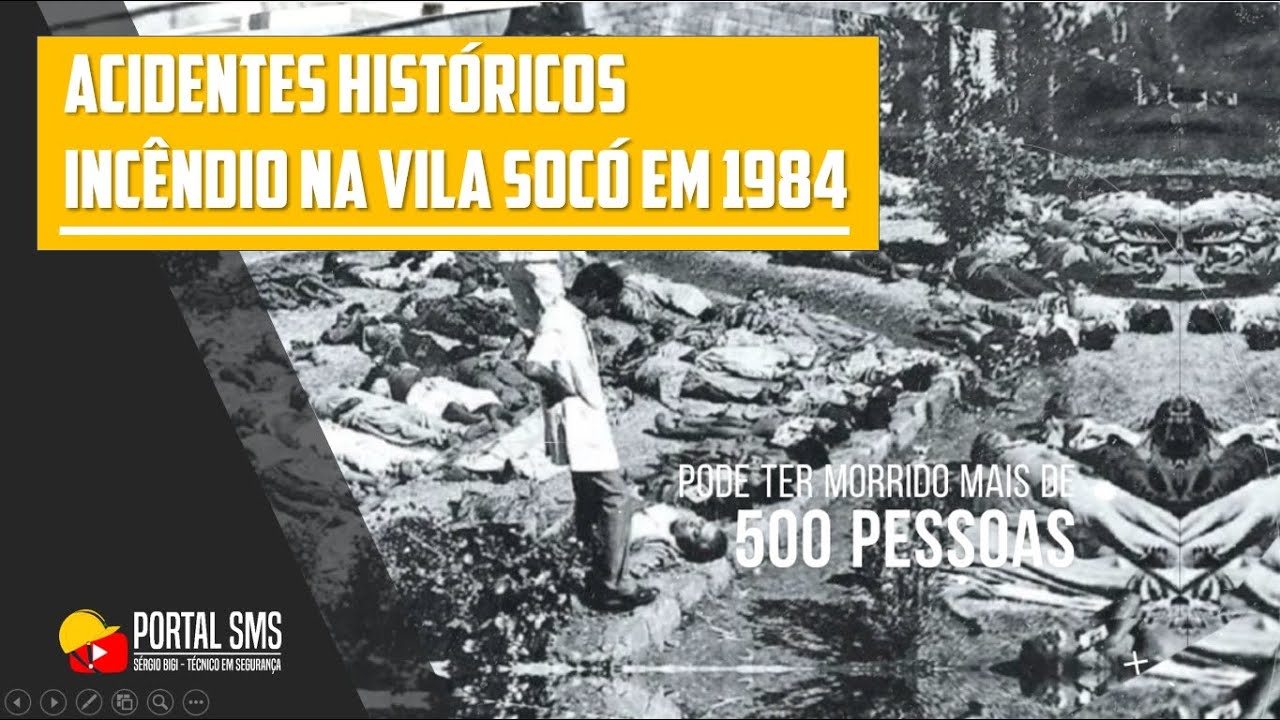 ACIDENTES HISTÓRICOS
INCÊNDIO NA VILA SOCÓ EM 1984
PODE TER MORRIDO MAIS DE
500 PESSOAS
PORTAL SMS
SÉRGIO BIGI - TÉCNICO EM SEGURANÇA